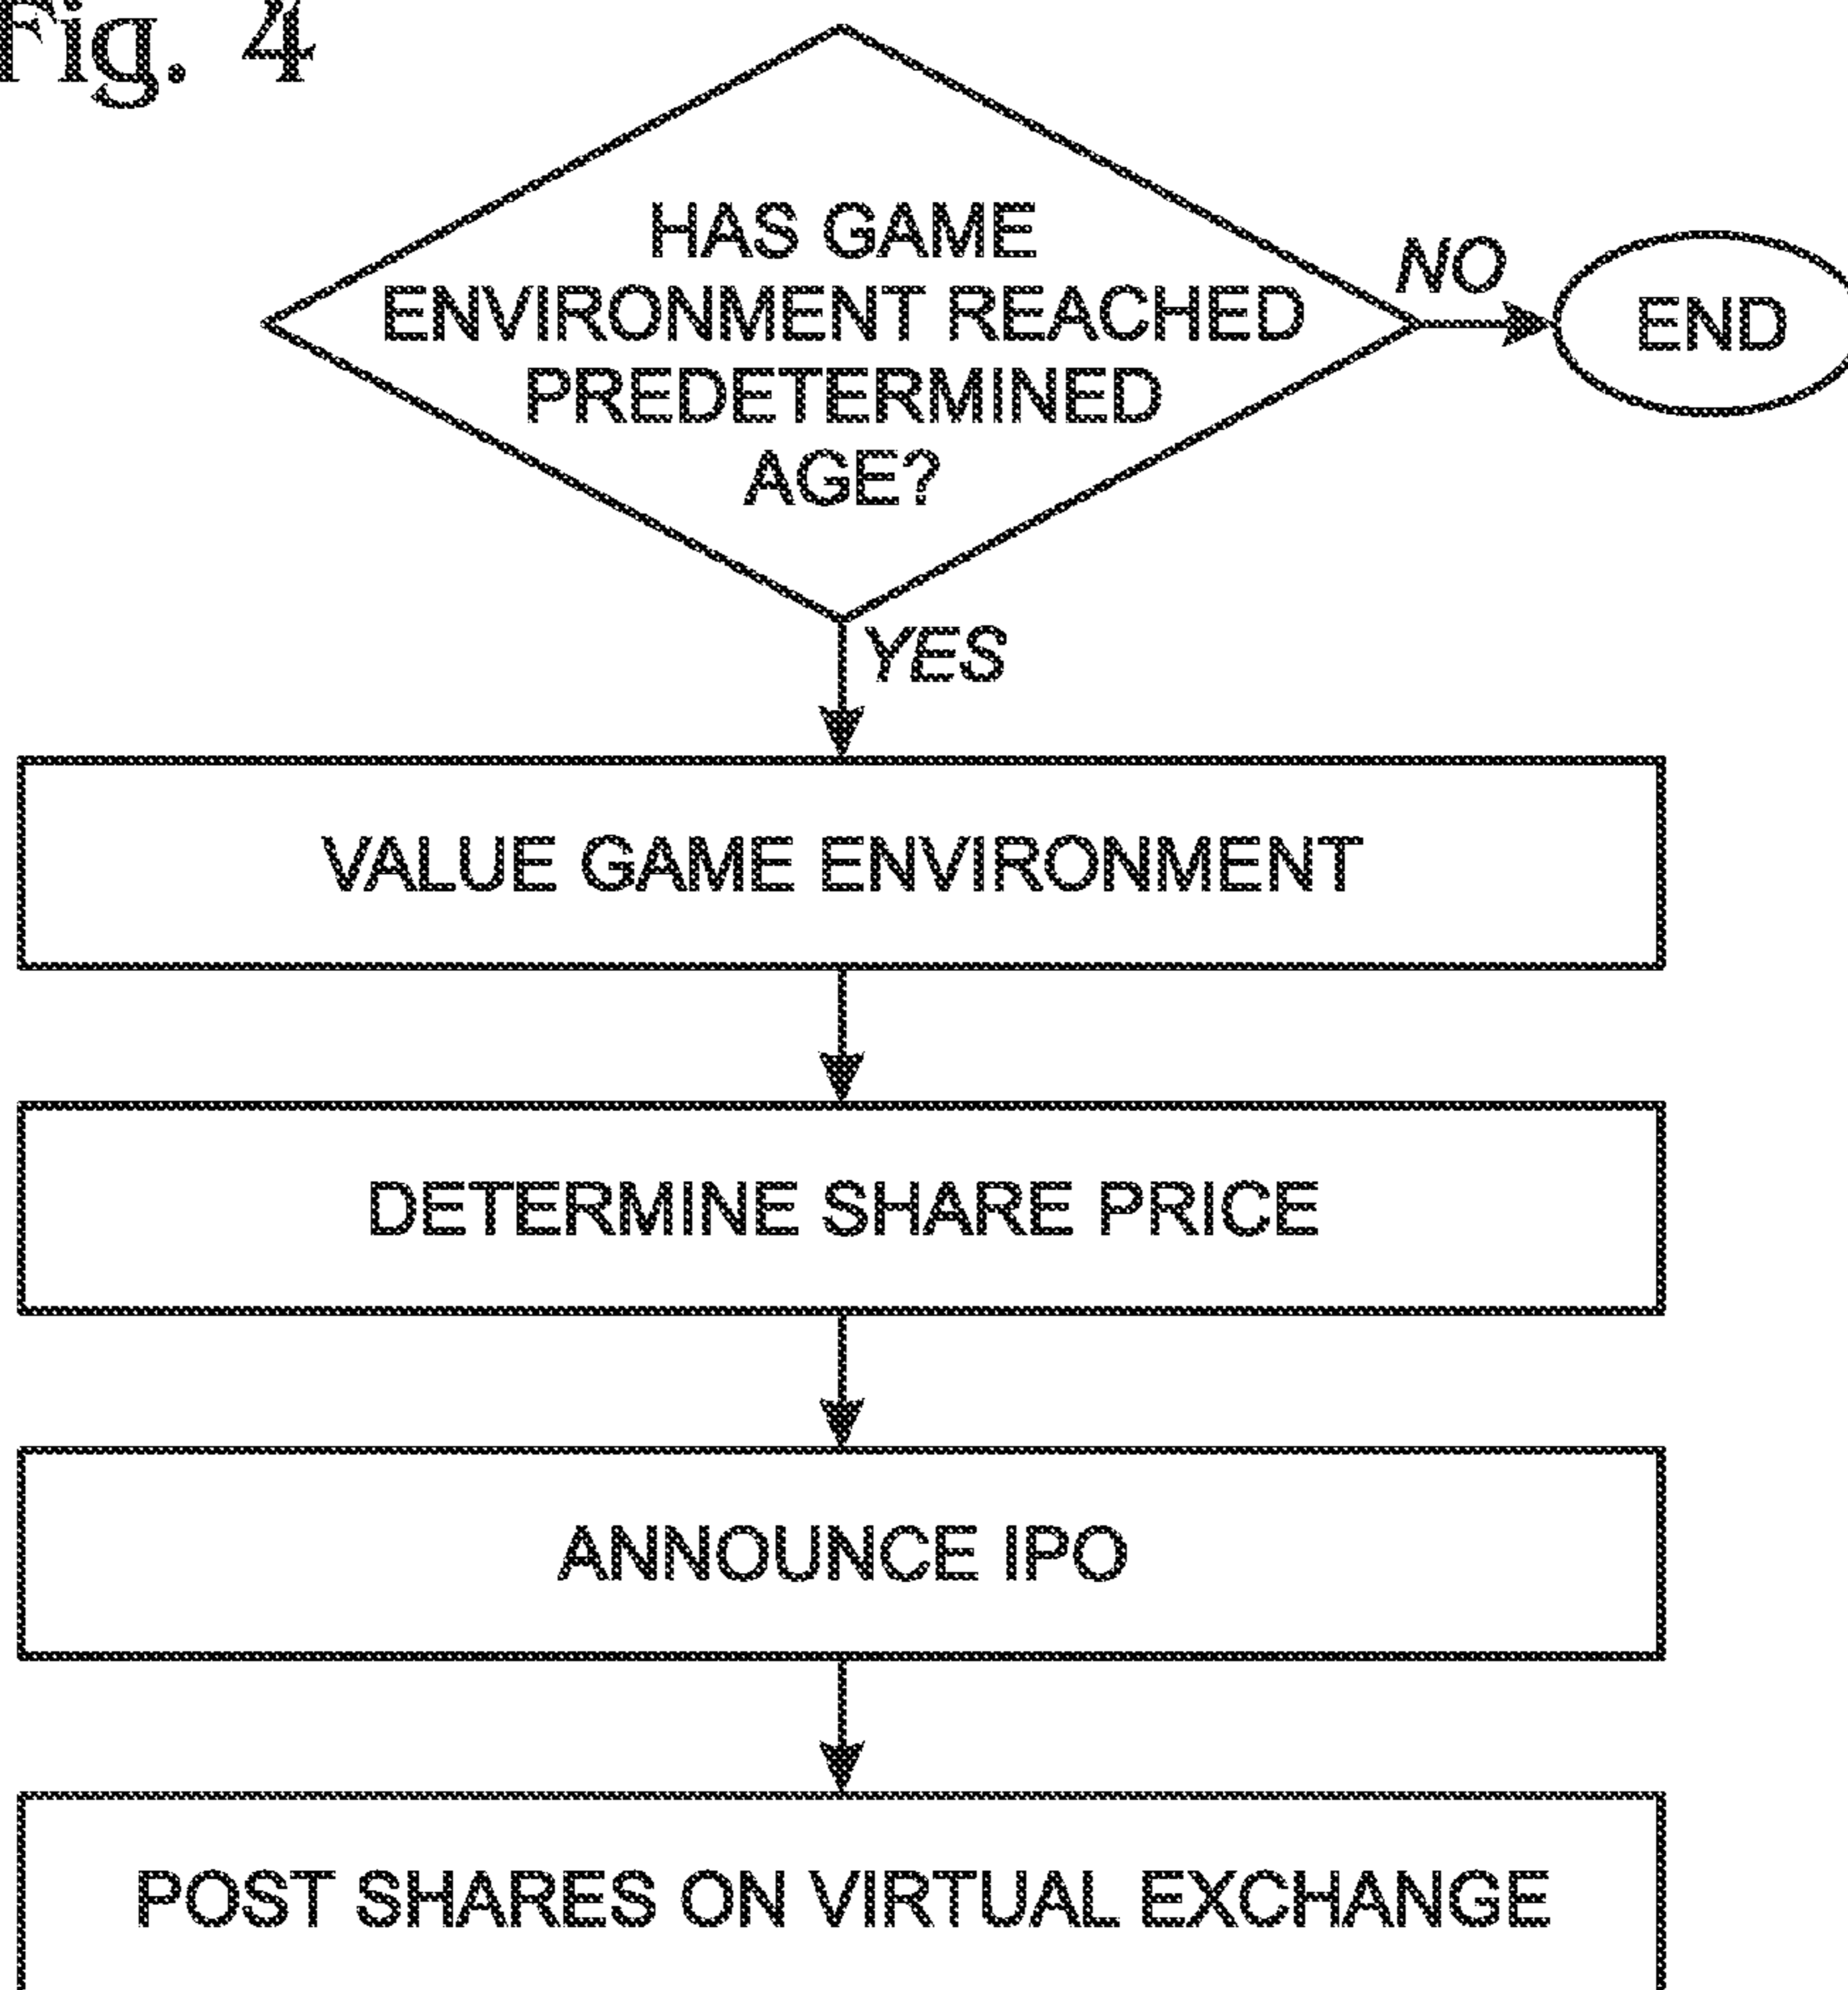 Fig. 4
HAS GAME
ENVIRONMENT REACHED
PREDETERMINED
AGE?
NO
END
YES
VALUE GAME ENVIRONMENT
DETERMINE SHARE PRICE
ANNOUNCE IPO
POST SHARES ON VIRTUAL EXCHANGE